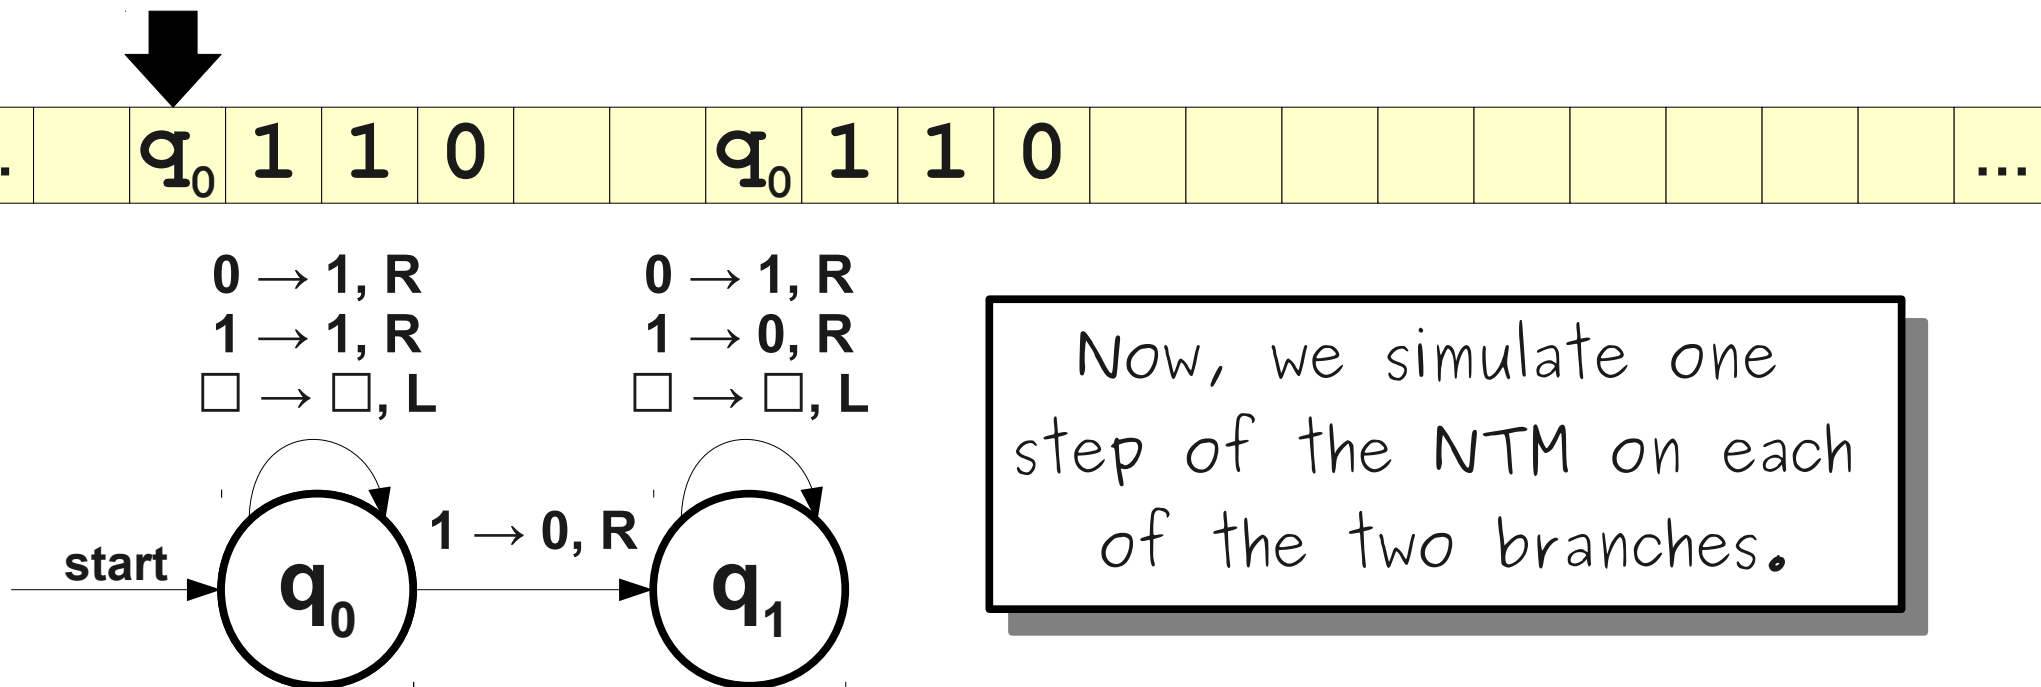 . q₀ 1 1 0 q₀ 1 1 0 ...
0 → 1, R
1 → 1, R
□ → □, L
0 → 1, R
1 → 0, R
□ → □, L
Now, we simulate one
step of the NTM on each
of the two branches.
start
q₀
1 → 0, R
q₁